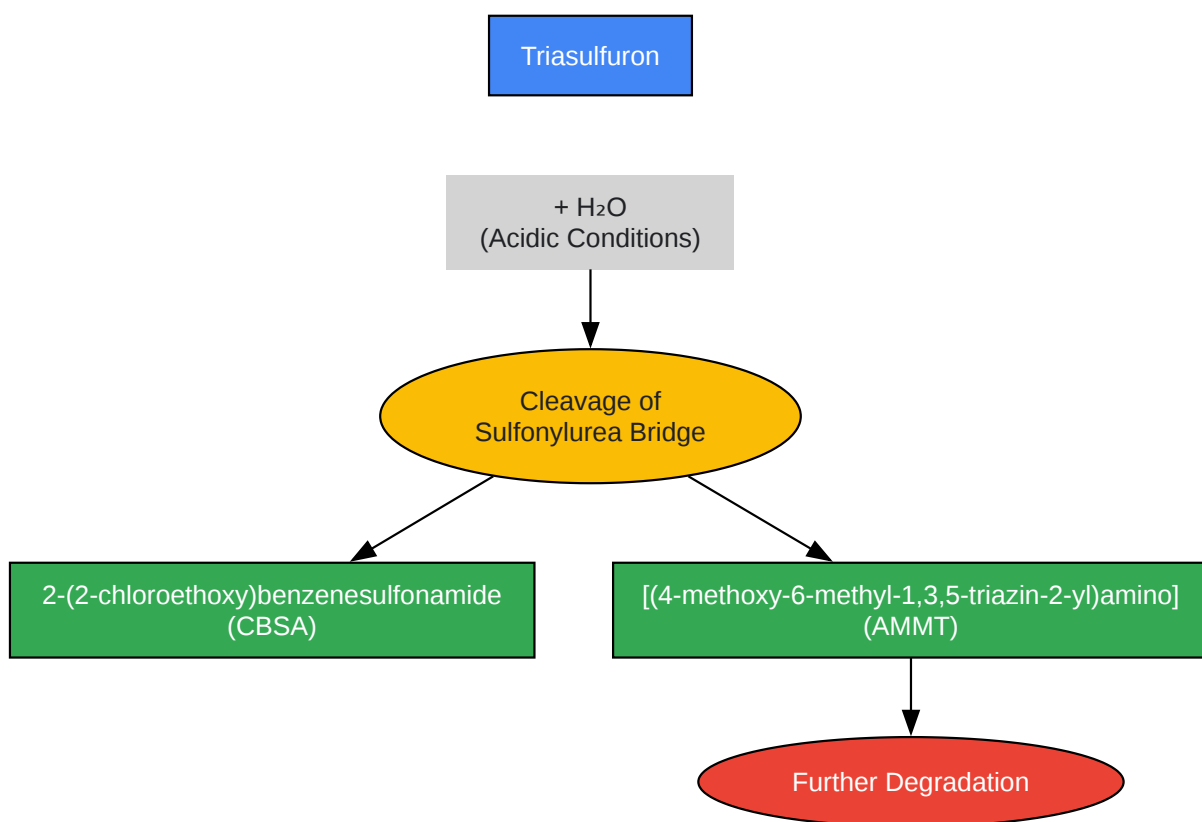 Triasulfuron
+ H₂O
(Acidic Conditions)
Cleavage of
Sulfonylurea Bridge
2-(2-chloroethoxy)benzenesulfonamide
(CBSA)
[(4-methoxy-6-methyl-1,3,5-triazin-2-yl)amino]
(AMMT)
Further Degradation